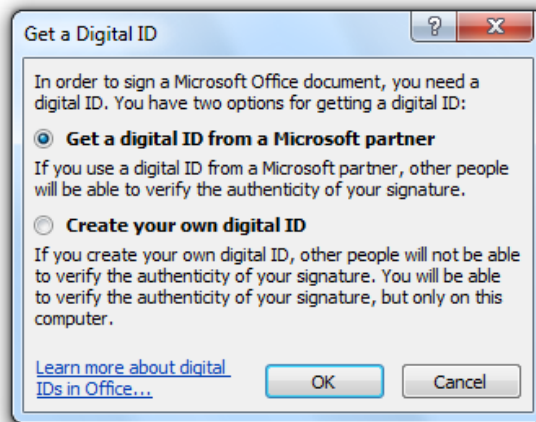 Get a Digital ID
In order to sign a Microsoft Office document, you need a
digital ID. You have two options for getting a digital ID:
Get a digital ID from a Microsoft partner
If you use a digital ID from a Microsoft partner, other people
will be able to verify the authenticity of your signature.
Create your own digital ID
If you create your own digital ID, other people will not be able
to verify the authenticity of your signature. You will be able
to verify the authenticity of your signature, but only on this
computer.
Learn more about digital
IDs in Office...
OK
Cancel